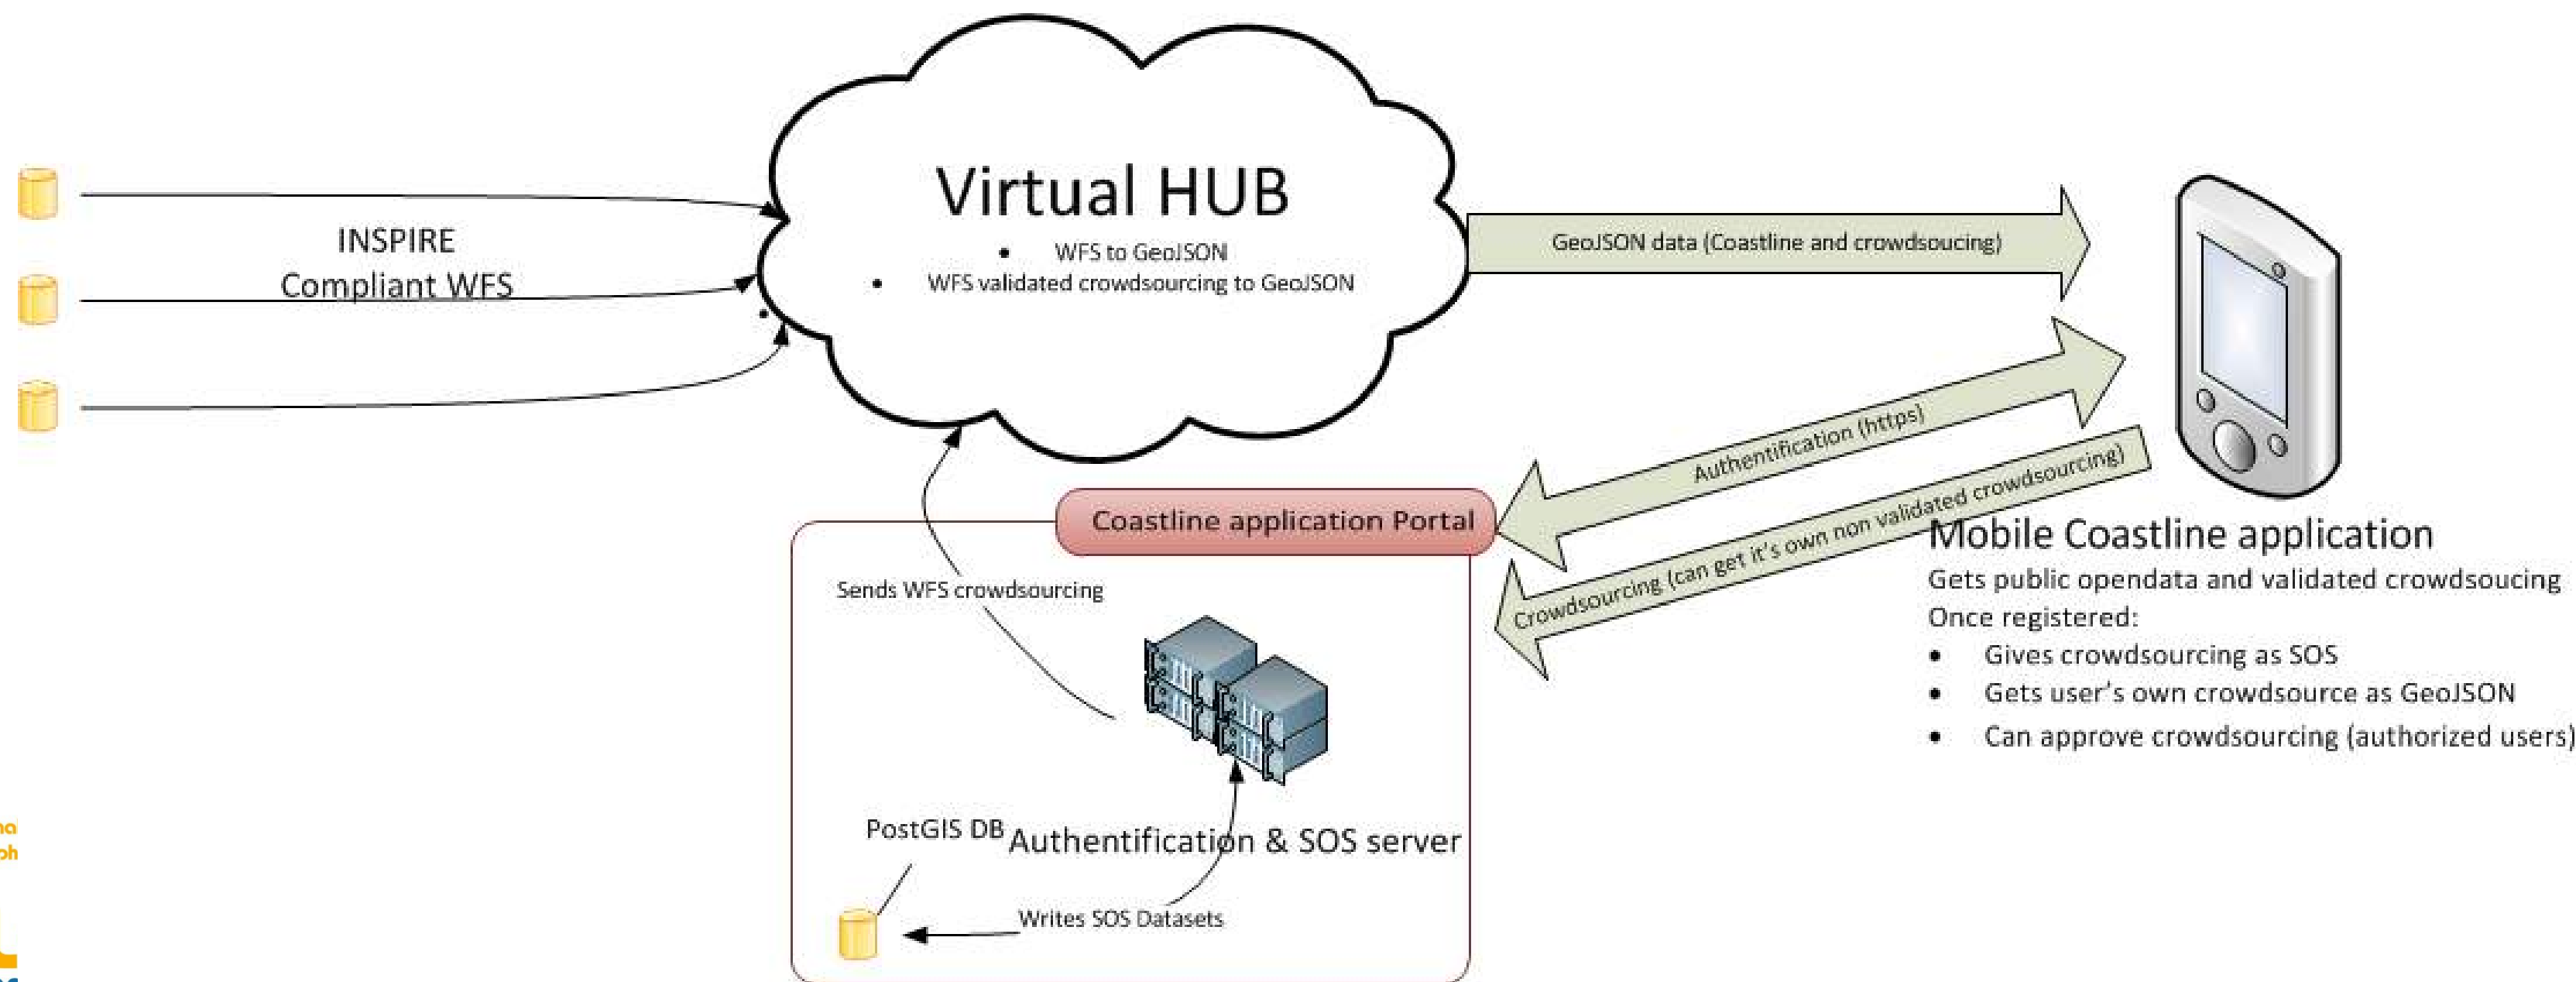 Virtual HUB
• WFS to GeoJSON
• WFS validated crowdsourcing to GeoJSON
•
INSPIRE
Compliant WFS
GeoJSON data (Coastline and crowdsoucing)
Authentification (https)
Crowdsourcing (can get it's own non validated crowdsourcing)
Coastline application Portal
Mobile Coastline application
Gets public opendata and validated crowdsoucing
Once registered:
• Gives crowdsourcing as SOS
• Gets user's own crowdsource as GeoJSON
• Can approve crowdsourcing (authorized users)
Sends WFS crowdsourcing
PostGIS DB
Authentification & SOS server
Writes SOS Datasets